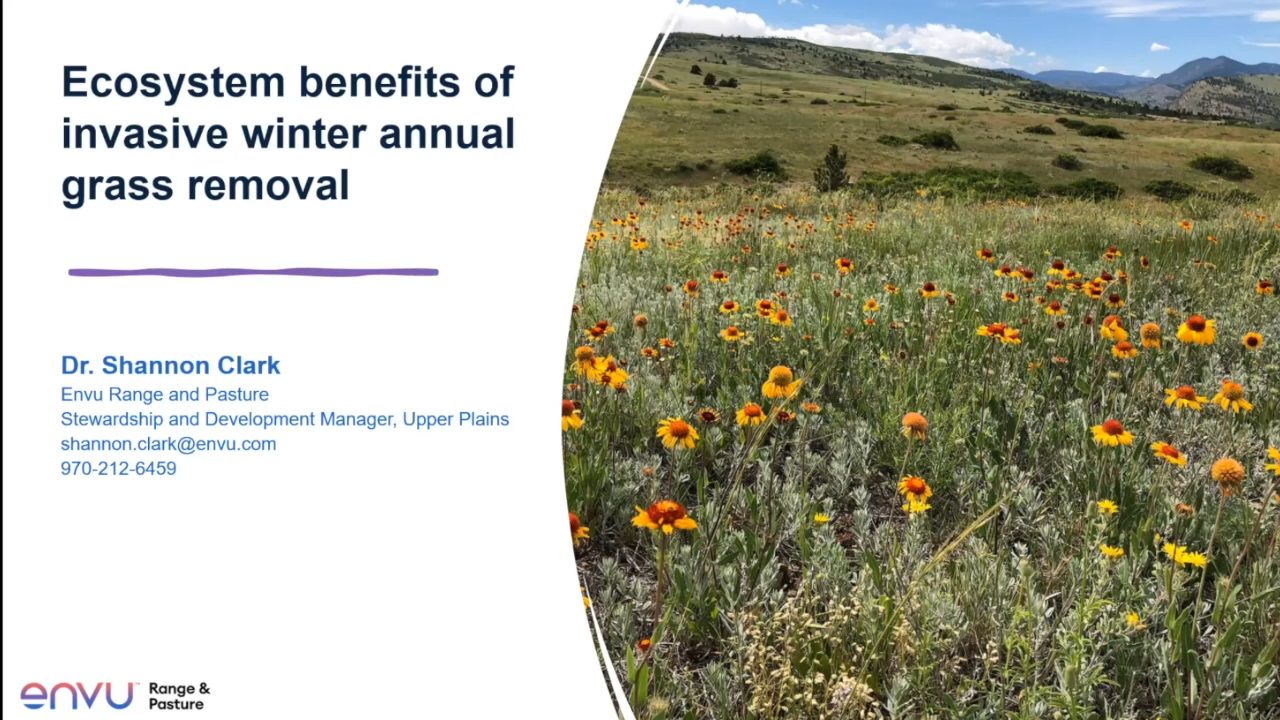 Ecosystem benefits of
invasive winter annual
grass removal
Dr. Shannon Clark
Envu Range and Pasture
Stewardship and Development Manager, Upper Plains
shannon.clark@envu.com
970-212-6459
envu™ Range &
Pasture